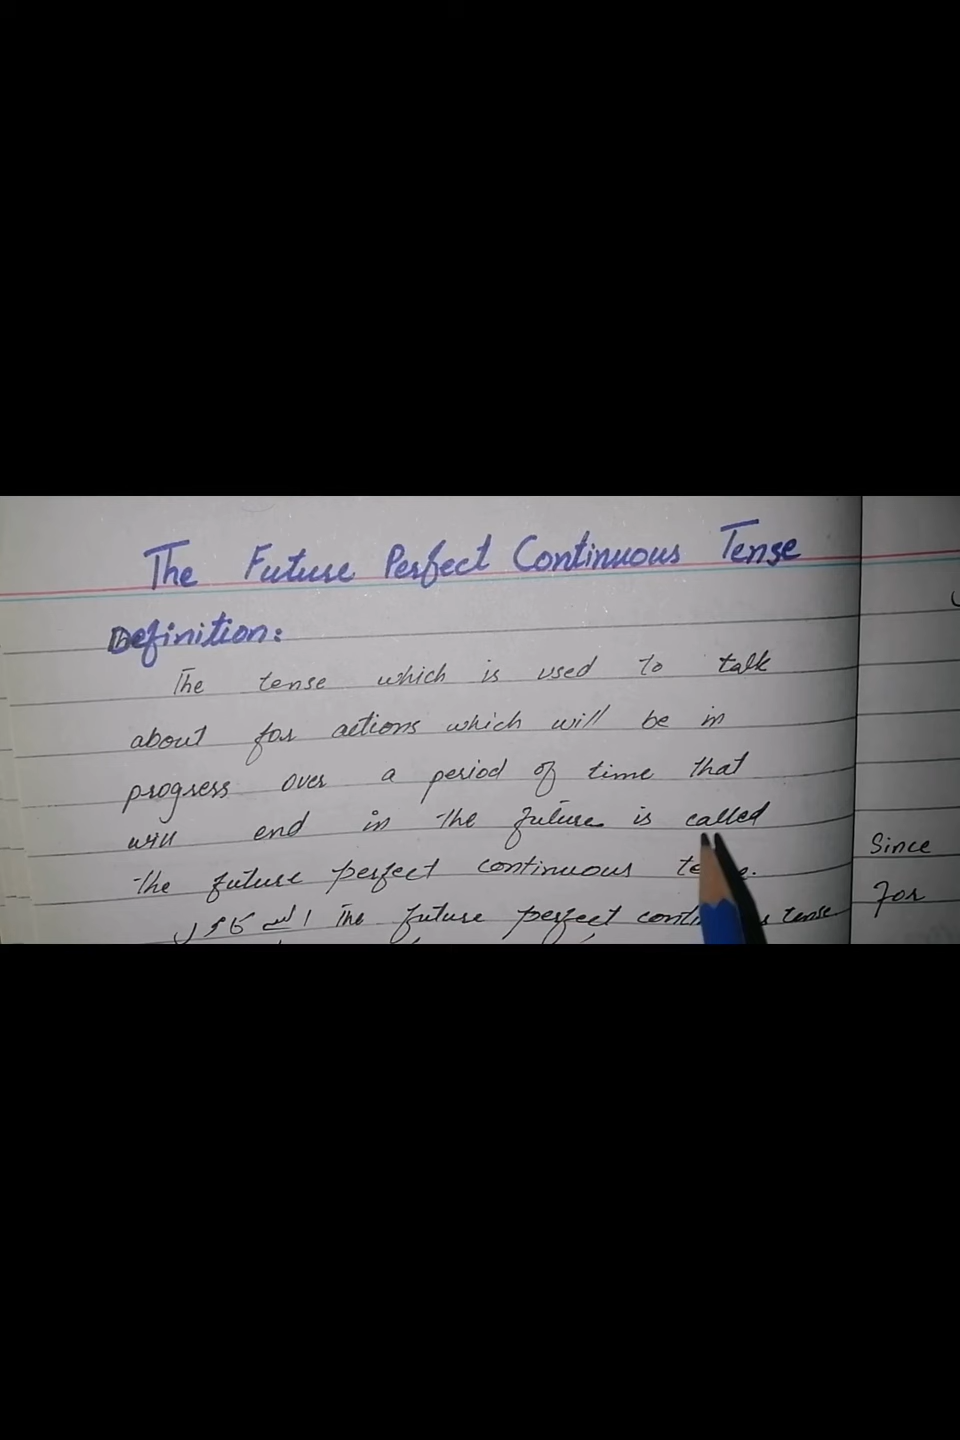 The Future Perfect Continuous Tense
Definition:
The tense which is used to talk
about for actions which will be in
progress over a period of time that
will end in the future is called
the future perfect continuous
The future perfect tense
Since
For